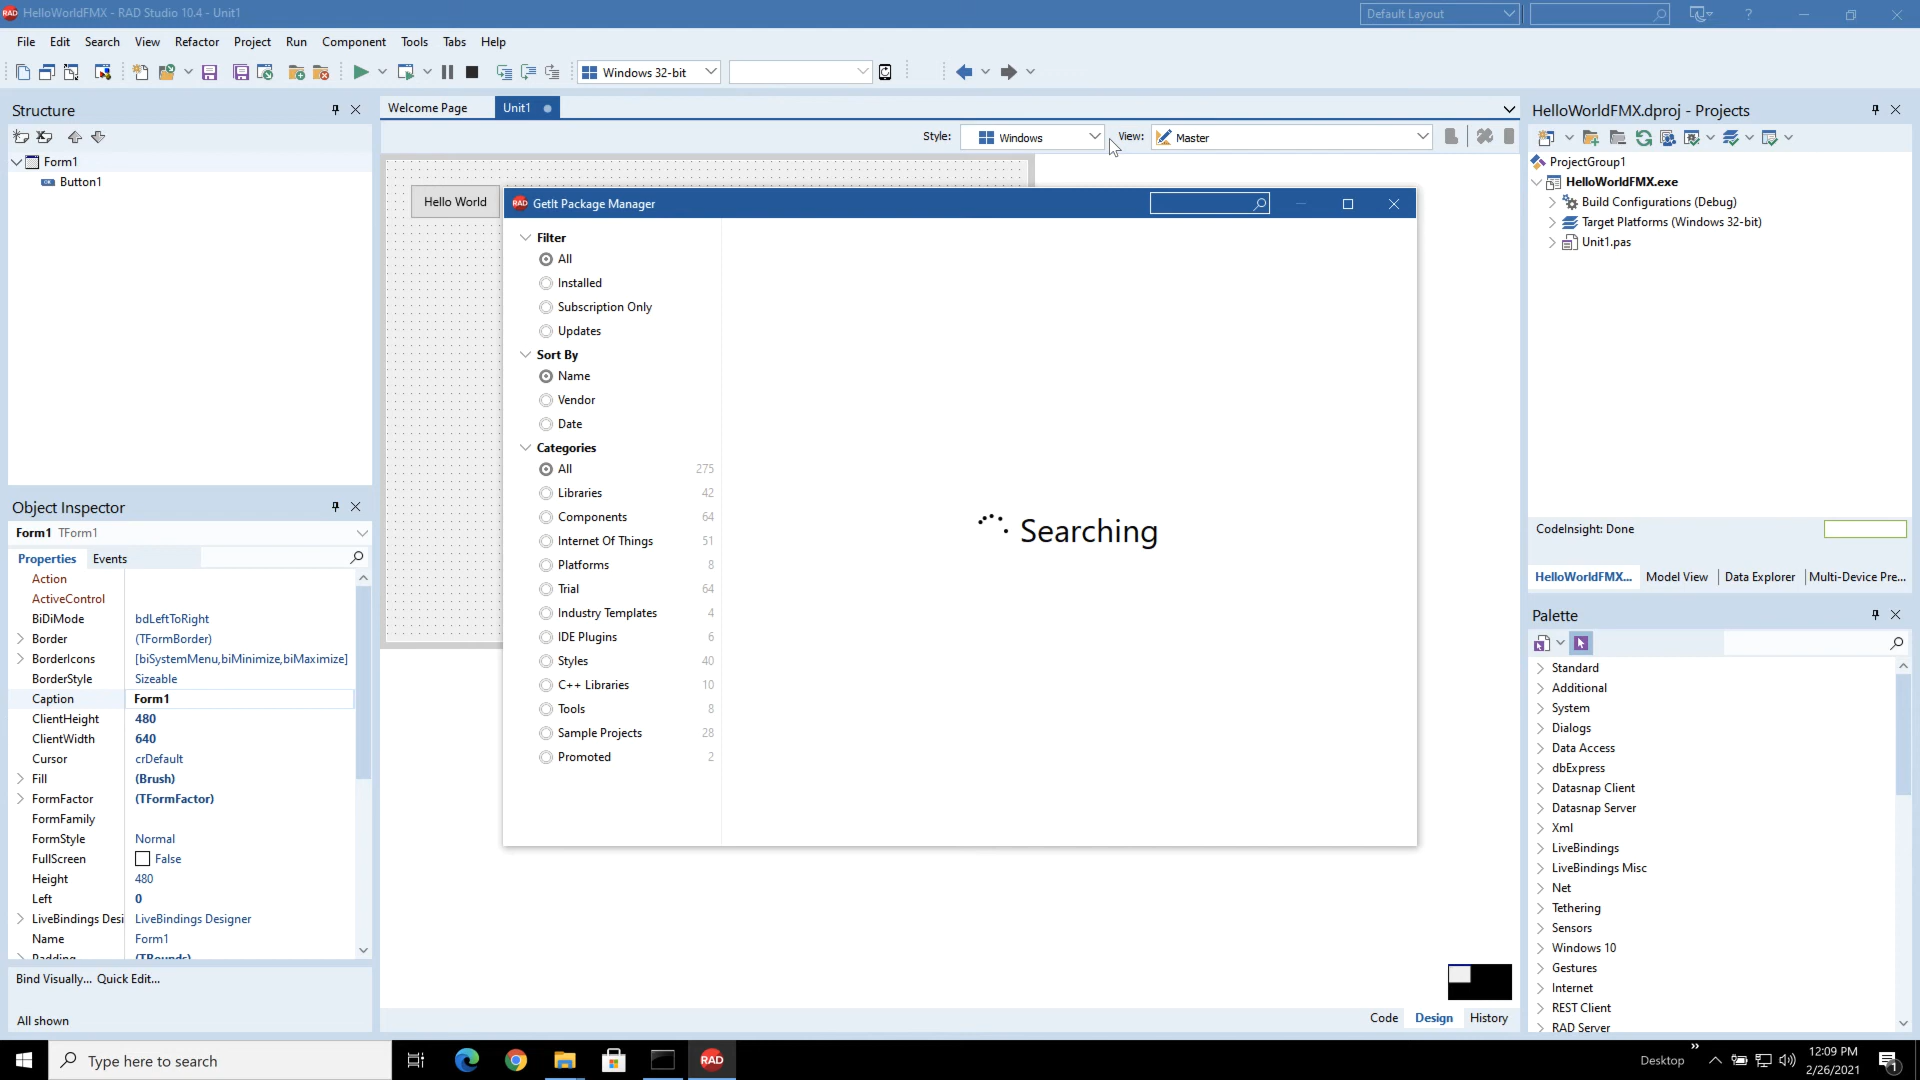 HelloWorldFMX - RAD Studio 10.4 - Unit1
Default Layout
File Edit Search View Refactor Project Run Component Tools Tabs Help
Windows 32-bit
Structure
Form1
Button1
Welcome Page
Unit1
Style:
Windows
View:
Master
Hello World
GetIt Package Manager
Filter
All
Installed
Subscription Only
Updates
Sort By
Name
Vendor
Date
Categories
All 275
Libraries 42
Components 64
Internet Of Things 51
Platforms 8
Trial 64
Industry Templates 4
IDE Plugins 6
Styles 40
C++ Libraries 10
Tools 8
Sample Projects 28
Promoted 2
Searching
Object Inspector
Form1 TForm1
Properties Events
Action
ActiveControl
BiDiMode bdLeftToRight
Border (TFormBorder)
BorderIcons [biSystemMenu,biMinimize,biMaximize]
BorderStyle Sizeable
Caption Form1
ClientHeight 480
ClientWidth 640
Cursor crDefault
Fill (Brush)
FormFactor (TFormFactor)
FormFamily
FormStyle Normal
FullScreen False
Height 480
Left 0
LiveBindings Desi LiveBindings Designer
Name Form1
Padding (TBounds)
Bind Visually... Quick Edit...
All shown
Code Design History
HelloWorldFMX.dproj - Projects
ProjectGroup1
HelloWorldFMX.exe
Build Configurations (Debug)
Target Platforms (Windows 32-bit)
Unit1.pas
CodeInsight: Done
HelloWorldFMX... Model View Data Explorer Multi-Device Pre...
Palette
Standard
Additional
System
Dialogs
Data Access
dbExpress
Datasnap Client
Datasnap Server
Xml
LiveBindings
LiveBindings Misc
Net
Tethering
Sensors
Windows 10
Gestures
Internet
REST Client
RAD Server
Type here to search
RAD
Desktop
12:09 PM
2/26/2021
1